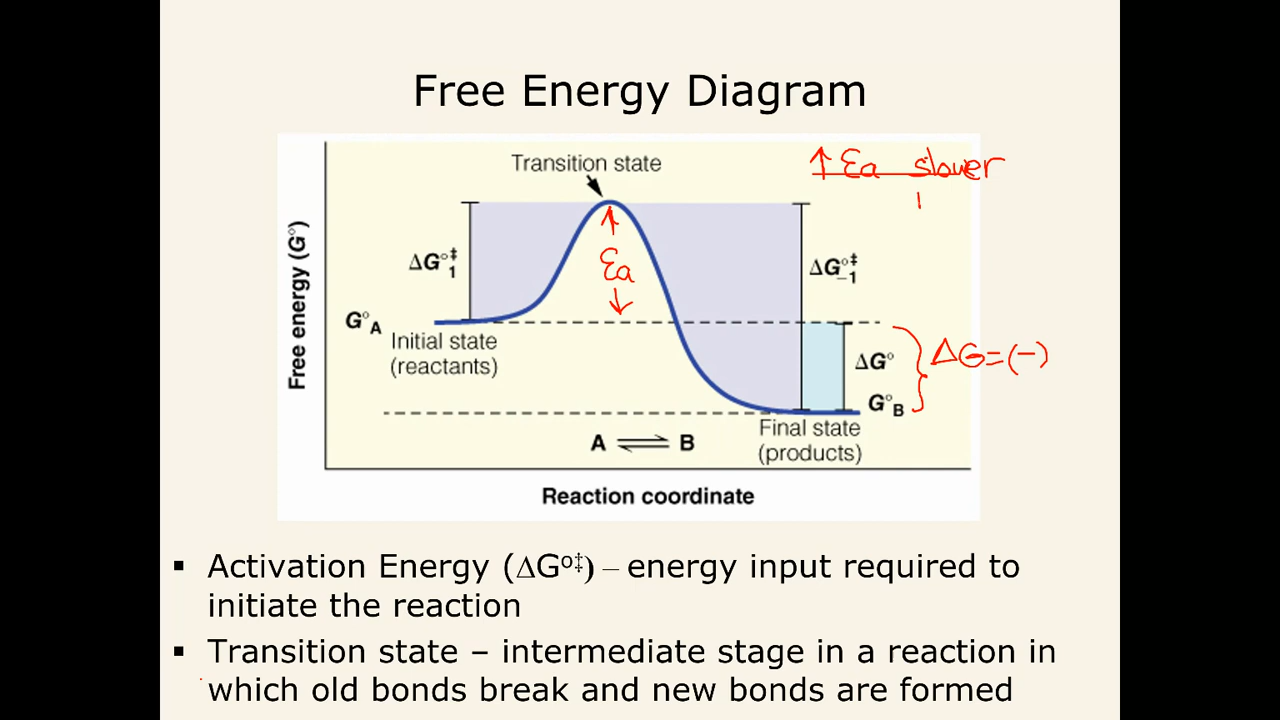 Free Energy Diagram
Transition state
↑ Ea slower
ΔG°‡1
Ea
ΔG°‡-1
Free energy (G°)
G°A
Initial state
(reactants)
ΔG°
ΔG=(-)
G°B
Final state
(products)
A ⇌ B
Reaction coordinate
▪ Activation Energy (ΔGº‡) – energy input required to
initiate the reaction
▪ Transition state – intermediate stage in a reaction in
which old bonds break and new bonds are formed